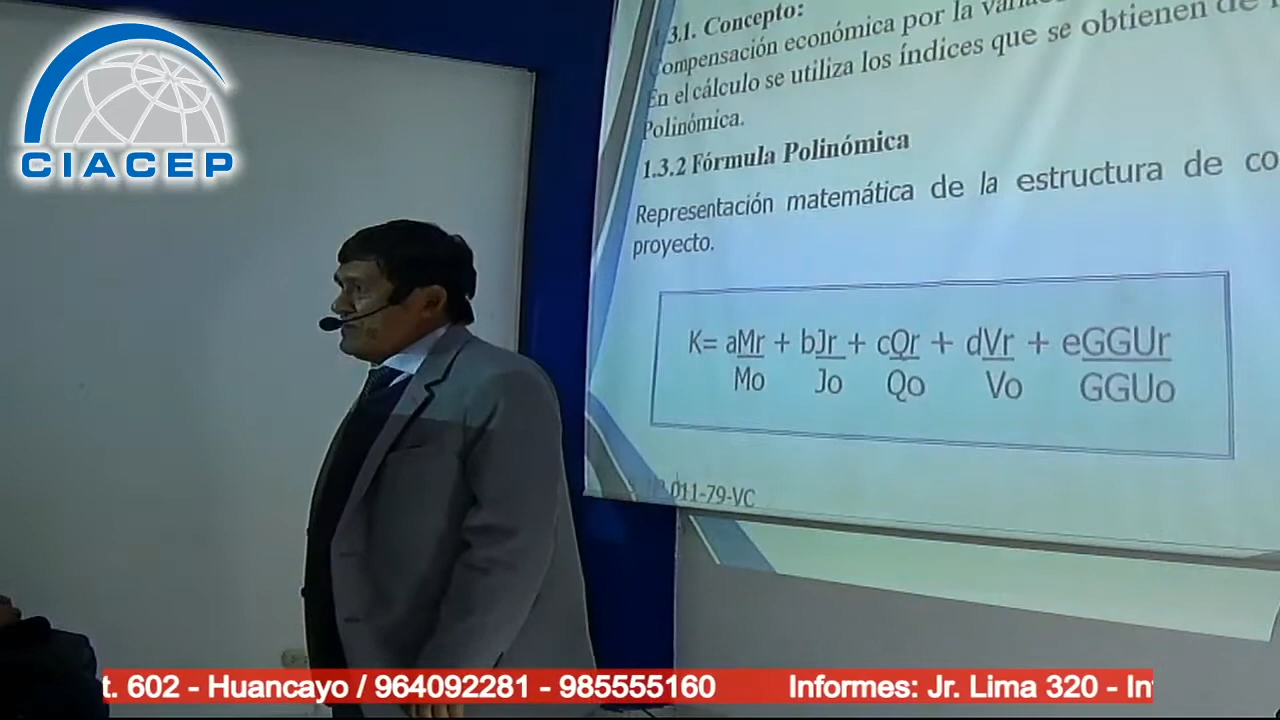 CIACEP
3.1. Concepto:
Compensación económica por la
En el cálculo se utiliza los índices que se obtienen de
Polinómica.
1.3.2 Fórmula Polinómica
Representación matemática de la estructura de co
proyecto.
K= aMr + bJr + cQr + dVr + eGGUr
Mo Jo Qo Vo GGUo
011-79-VC
t. 602 - Huancayo / 964092281 - 985555160 Informes: Jr. Lima 320 - In